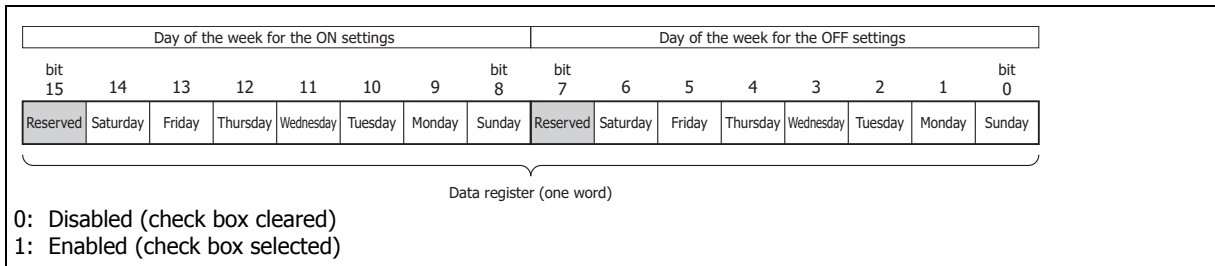 Day of the week for the ON settings Day of the week for the OFF settings
bit bit bit bit
15 14 13 12 11 10 9 8 7 6 5 4 3 2 1 0
Reserved Saturday Friday Thursday Wednesday Tuesday Monday Sunday Reserved Saturday Friday Thursday Wednesday Tuesday Monday Sunday
Data register (one word)
0: Disabled (check box cleared)
1: Enabled (check box selected)